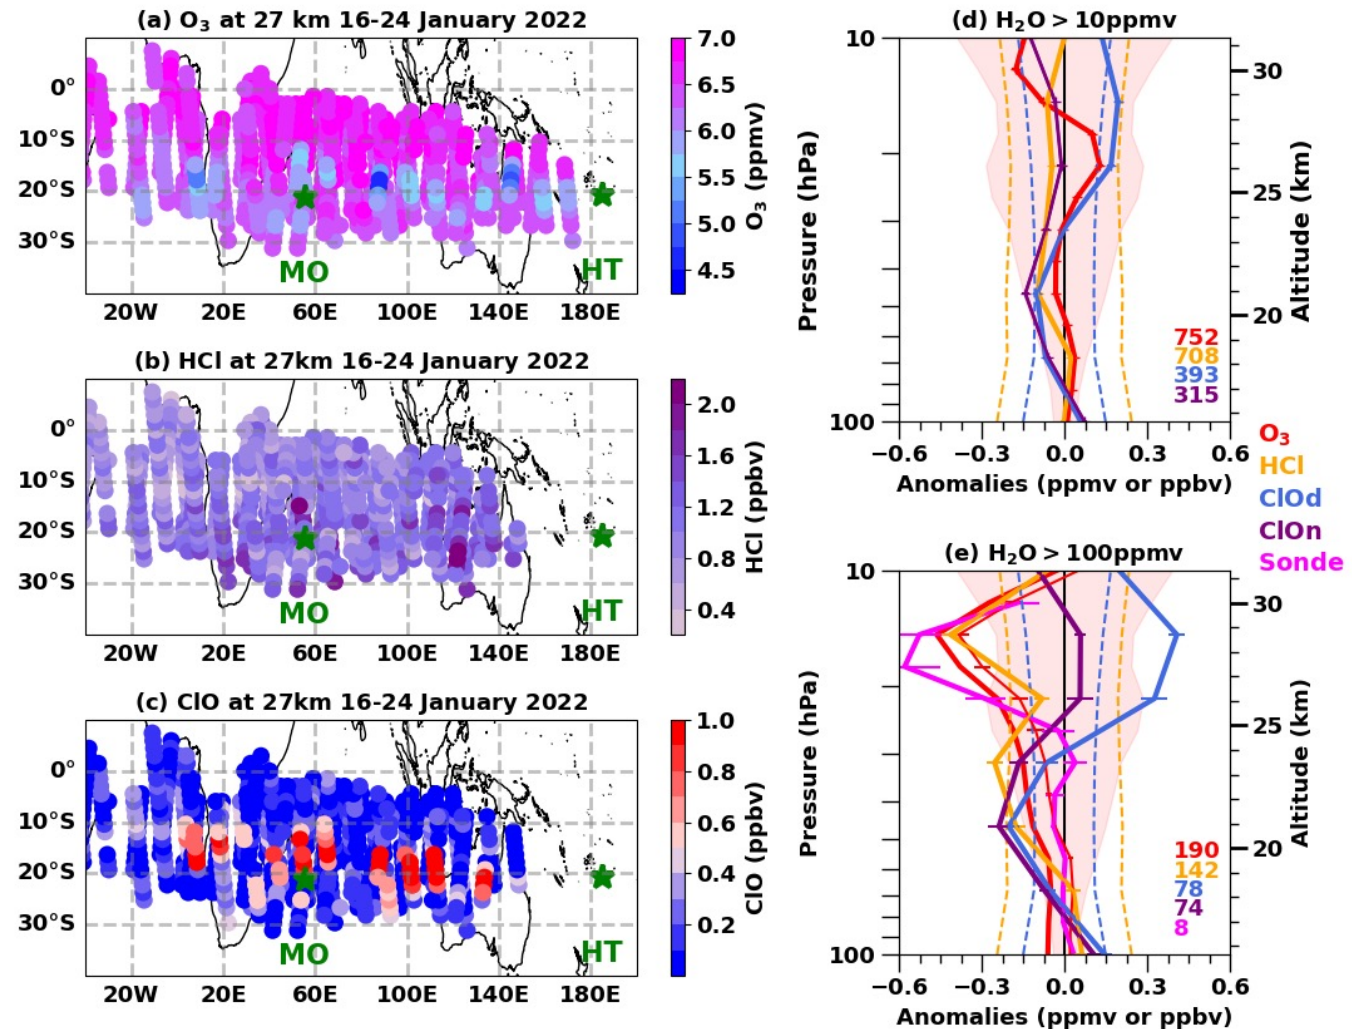 (a) O₃ at 27 km 16-24 January 2022
0°
10°S
20°S
30°S
MO
HT
20W 20E 60E 100E 140E 180E
7.0
6.5
6.0
5.5
5.0
4.5
O₃ (ppmv)
(b) HCl at 27km 16-24 January 2022
0°
10°S
20°S
30°S
MO
HT
20W 20E 60E 100E 140E 180E
2.0
1.6
1.2
0.8
0.4
HCl (ppbv)
(c) ClO at 27km 16-24 January 2022
0°
10°S
20°S
30°S
MO
HT
20W 20E 60E 100E 140E 180E
1.0
0.8
0.6
0.4
0.2
ClO (ppbv)
(d) H₂O > 10ppmv
10
100
Pressure (hPa)
30
25
20
Altitude (km)
752
708
393
315
−0.6 −0.3 0.0 0.3 0.6
Anomalies (ppmv or ppbv)
O₃
HCl
ClOd
ClOn
Sonde
(e) H₂O > 100ppmv
10
100
Pressure (hPa)
30
25
20
Altitude (km)
190
142
78
74
8
−0.6 −0.3 0.0 0.3 0.6
Anomalies (ppmv or ppbv)